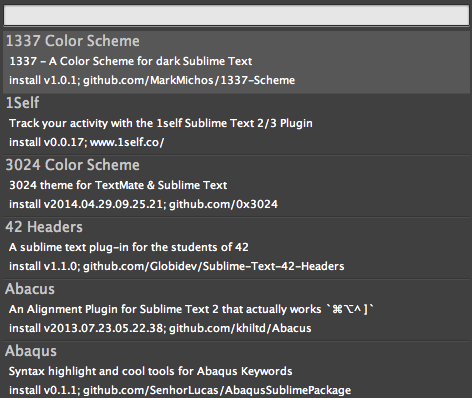 1337 Color Scheme
1337 - A Color Scheme for dark Sublime Text
install v1.0.1; github.com/MarkMichos/1337-Scheme
1Self
Track your activity with the 1self Sublime Text 2/3 Plugin
install v0.0.17; www.1self.co/
3024 Color Scheme
3024 theme for TextMate & Sublime Text
install v2014.04.29.09.25.21; github.com/0x3024
42 Headers
A sublime text plug-in for the students of 42
install v1.1.0; github.com/Globidev/Sublime-Text-42-Headers
Abacus
An Alignment Plugin for Sublime Text 2 that actually works `⌘⌥^]`
install v2013.07.23.05.22.38; github.com/khiltd/Abacus
Abaqus
Syntax highlight and cool tools for Abaqus Keywords
install v0.1.1; github.com/SenhorLucas/AbaqusSublimePackage